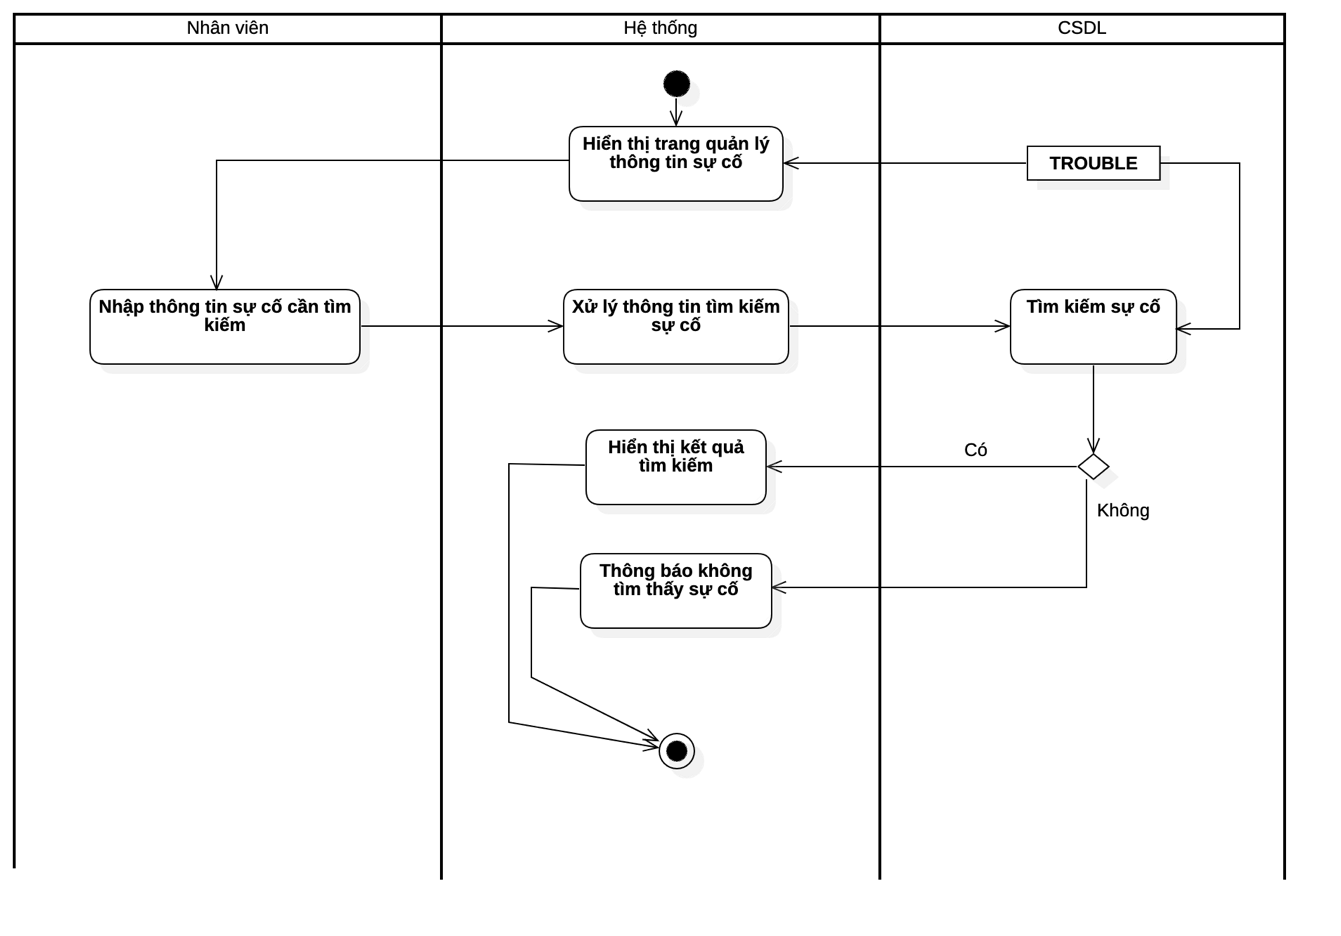 Nhân viên
Hệ thống
CSDL
Hiển thị trang quản lý
thông tin sự cố
TROUBLE
Nhập thông tin sự cố cần tìm
kiếm
Xử lý thông tin tìm kiếm
sự cố
Tìm kiếm sự cố
Hiển thị kết quả
tìm kiếm
Có
Không
Thông báo không
tìm thấy sự cố